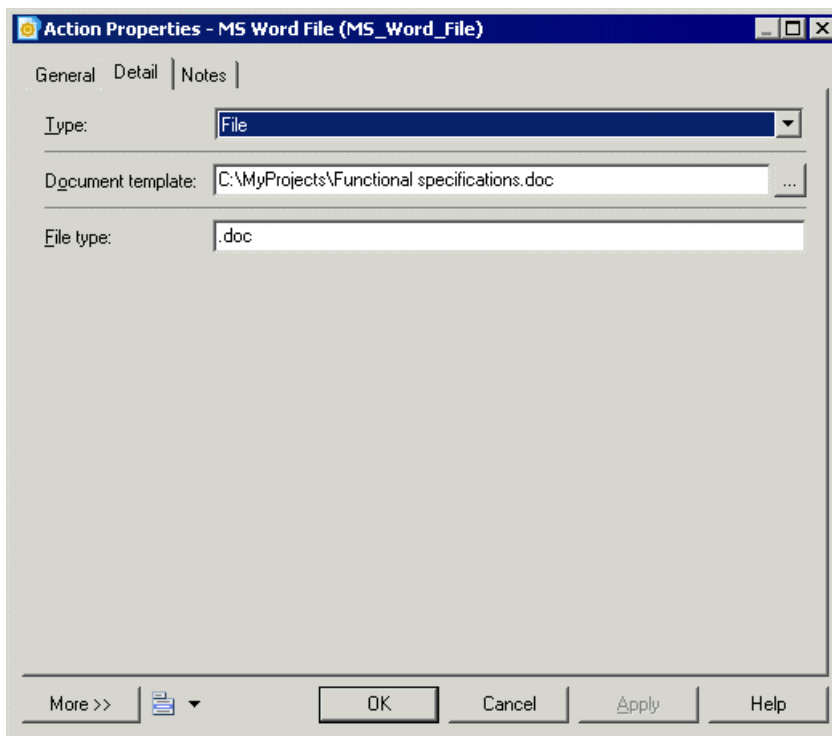 Action Properties - MS Word File (MS_Word_File)
General Detail Notes
Type: File
Document template: C:\MyProjects\Functional specifications.doc ...
File type: .doc
More >> OK Cancel Apply Help